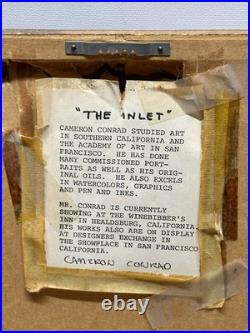 "THE INLET"
CAMERON CONRAD STUDIED ART
IN SOUTHERN CALIFORNIA AND
THE ACADEMY OF ART IN SAN
FRANCISCO. HE HAS DONE
MANY COMMISSIONED PORT-
RAITS AS WELL AS HIS ORIG-
INAL OILS. HE ALSO EXCELS
IN WATERCOLORS, GRAPHICS
AND PEN AND INKS.
MR. CONRAD IS CURRENTLY
SHOWING AT THE WINEBIBBER'S
INN IN HEALDSBURG, CALIFORNIA.
HIS WORKS ALSO ARE ON DISPLAY
AT DESIGNERS EXCHANGE IN
THE SHOWPLACE IN SAN FRANCISCO
CALIFORNIA.
CAMERON CONRAD